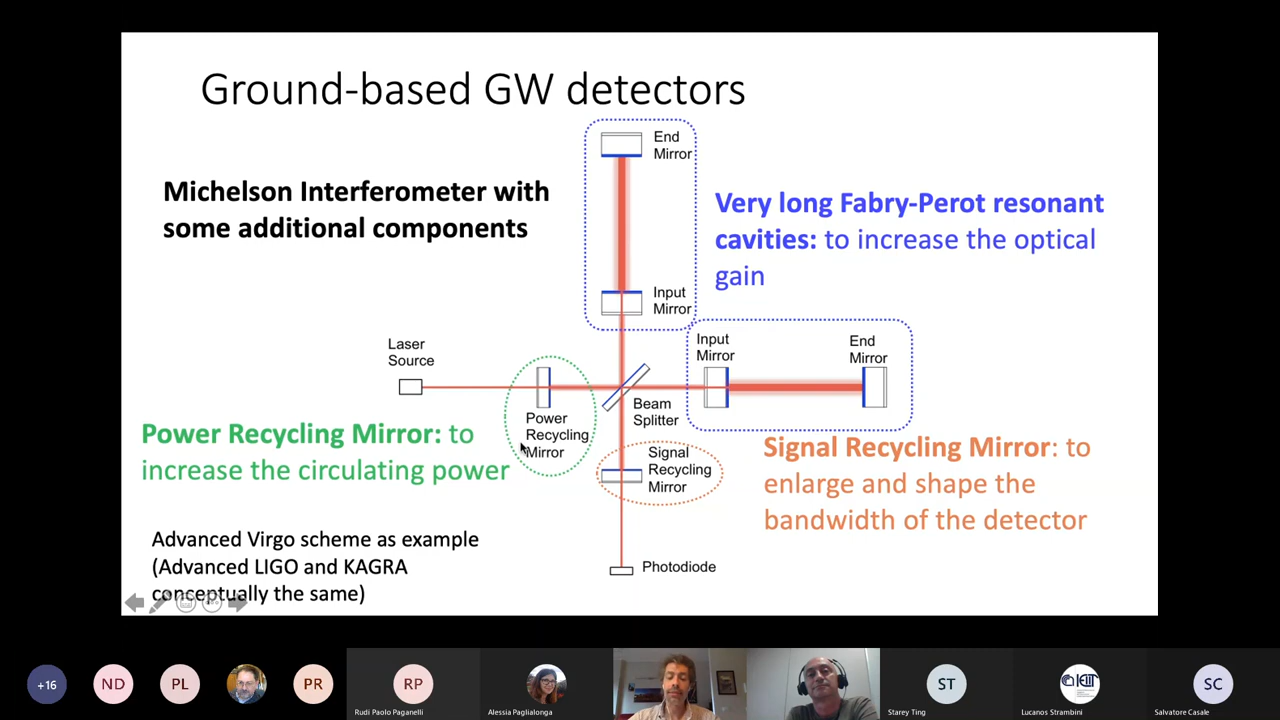 Ground-based GW detectors
End
Mirror
Michelson Interferometer with
some additional components
Very long Fabry-Perot resonant
cavities: to increase the optical
gain
Input
Mirror
Laser
Source
Input
Mirror
End
Mirror
Beam
Splitter
Power
Recycling
Mirror
Power Recycling Mirror: to
increase the circulating power
Signal
Recycling
Mirror
Signal Recycling Mirror: to
enlarge and shape the
bandwidth of the detector
Advanced Virgo scheme as example
(Advanced LIGO and KAGRA
conceptually the same)
Photodiode
+16
ND
PL
PR
RP
Rudi Paolo Paganelli
Alessia Paglialonga
ST
Starey Ting
IEIIT
Lucanos Strambini
SC
Salvatore Casale